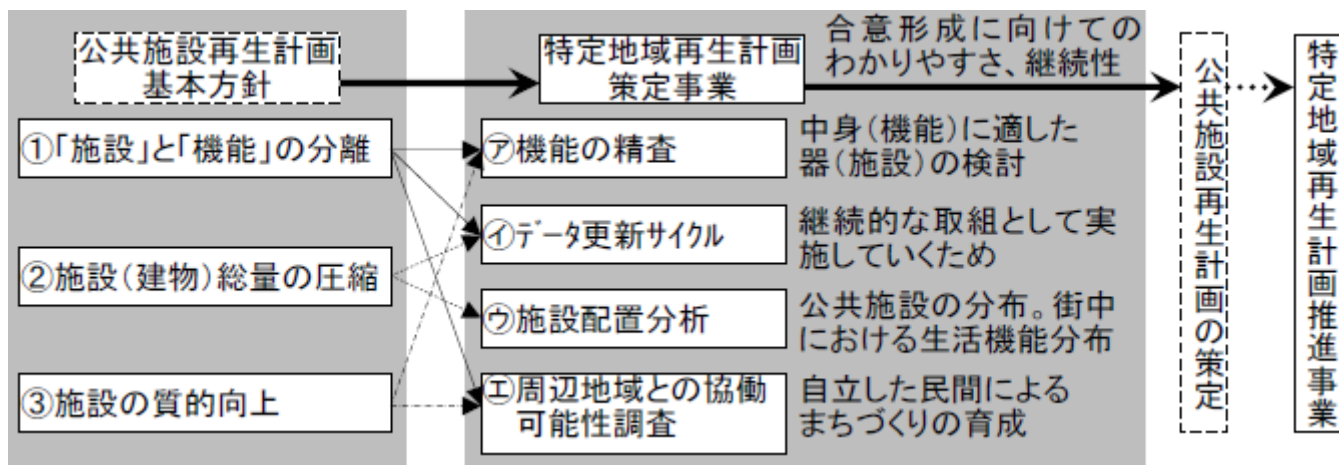 公共施設再生計画
基本方針
①「施設」と「機能」の分離
②施設(建物)総量の圧縮
③施設の質的向上
特定地域再生計画
策定事業
合意形成に向けての
わかりやすさ、継続性
㋐機能の精査
中身(機能)に適した
器(施設)の検討
㋑データ更新サイクル
継続的な取組として実
施していくため
㋒施設配置分析
公共施設の分布。街中
における生活機能分布
㋓周辺地域との協働
可能性調査
自立した民間による
まちづくりの育成
公共施設再生計画の策定
特定地域再生計画推進事業